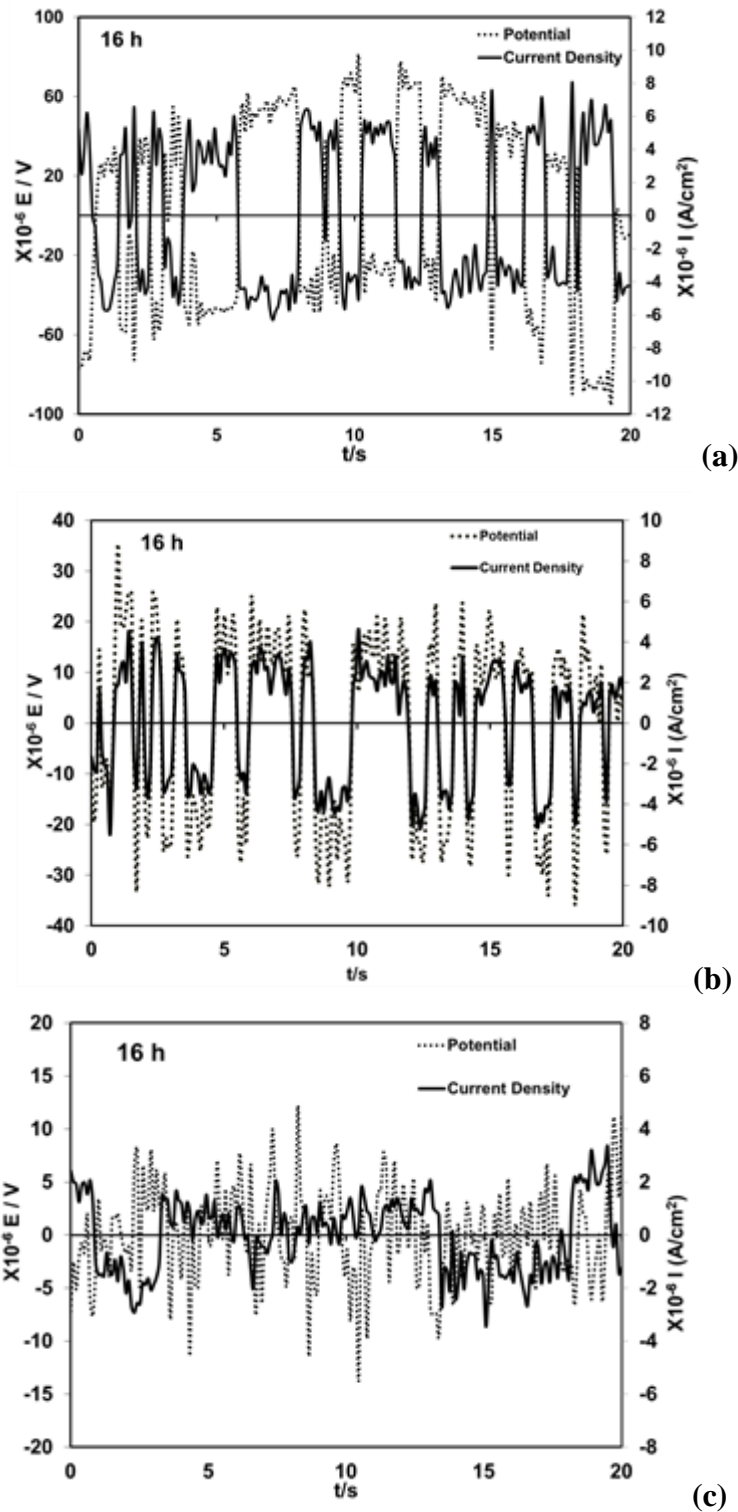 16 h
Potential
Current Density
100
60
20
-20
-60
-100
X10⁻⁶ E / V
12
10
8
6
4
2
0
-2
-4
-6
-8
-10
-12
X10⁻⁶ I (A/cm²)
0 5 10 15 20
t/s
(a)
16 h
Potential
Current Density
40
30
20
10
0
-10
-20
-30
-40
X10⁻⁶ E / V
10
8
6
4
2
0
-2
-4
-6
-8
-10
X10⁻⁶ I (A/cm²)
0 5 10 15 20
t/s
(b)
16 h
Potential
Current Density
20
15
10
5
0
-5
-10
-15
-20
X10⁻⁶ E / V
8
6
4
2
0
-2
-4
-6
-8
X10⁻⁶ I (A/cm²)
0 5 10 15 20
t/s
(c)